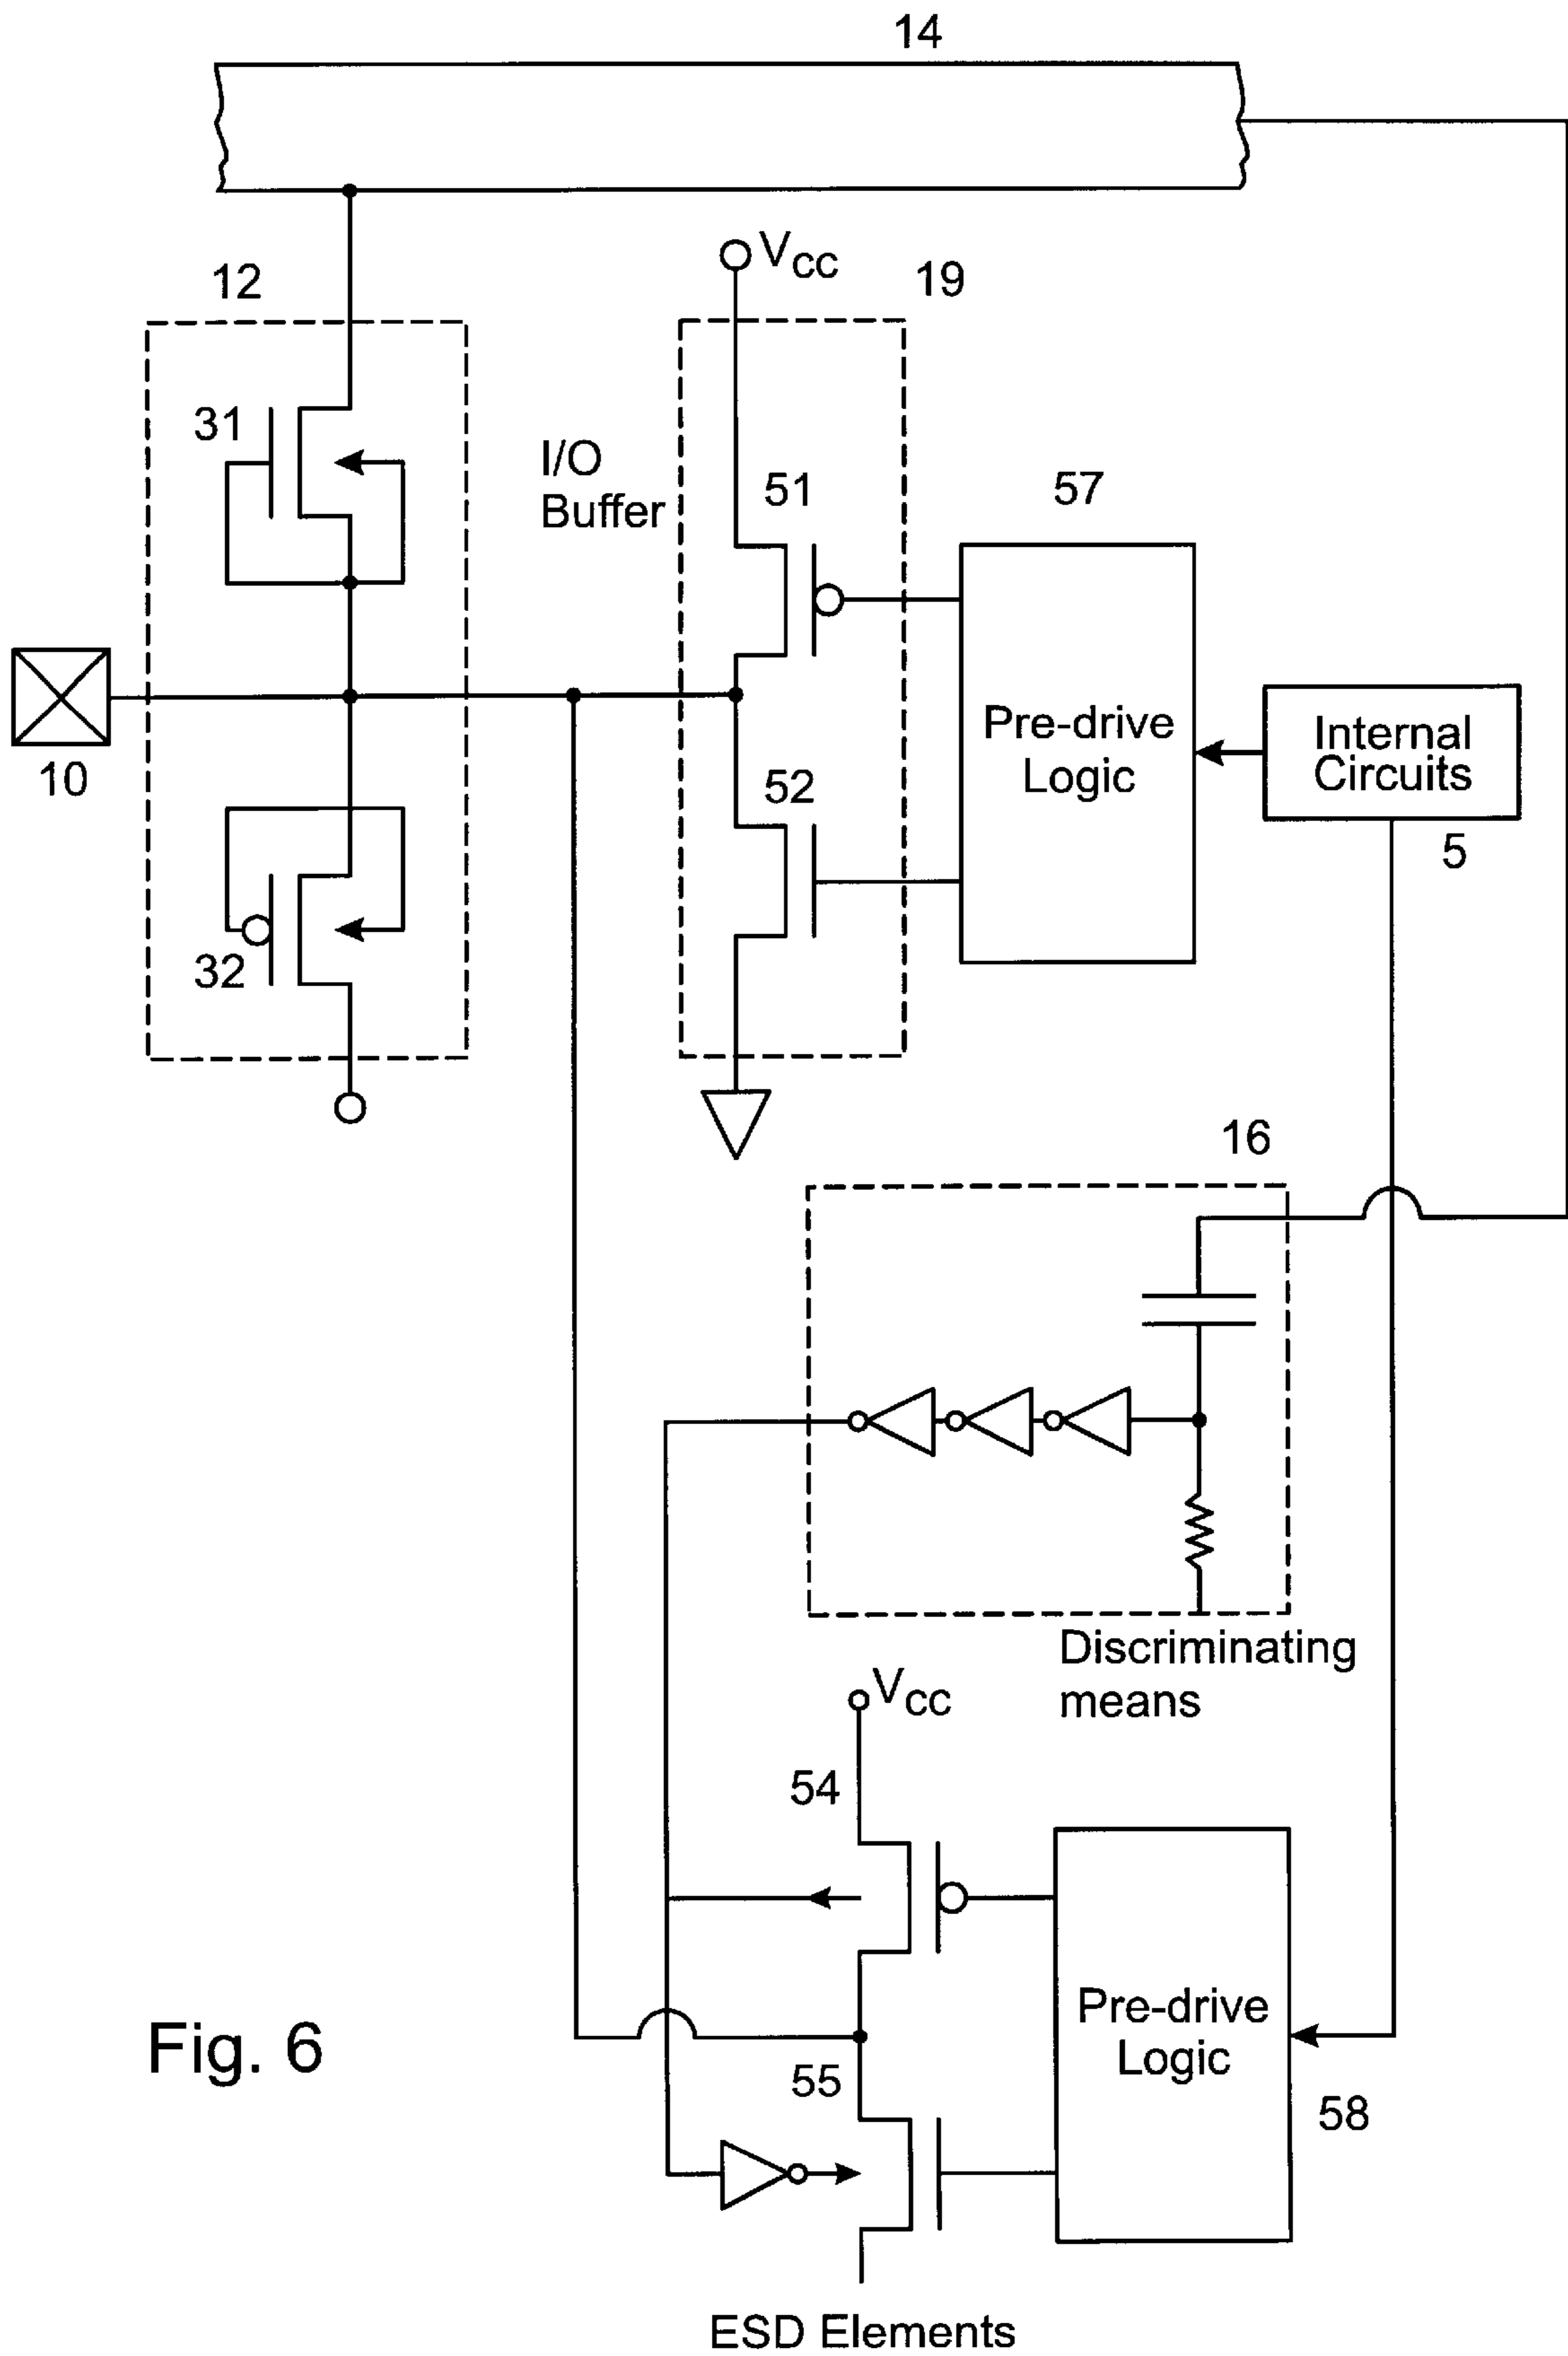 14
12
VCC
19
31
I/O
Buffer
51
57
10
Pre-drive
Logic
Internal
Circuits
5
52
32
16
Discriminating
means
VCC
54
Pre-drive
Logic
Fig. 6
55
58
ESD Elements